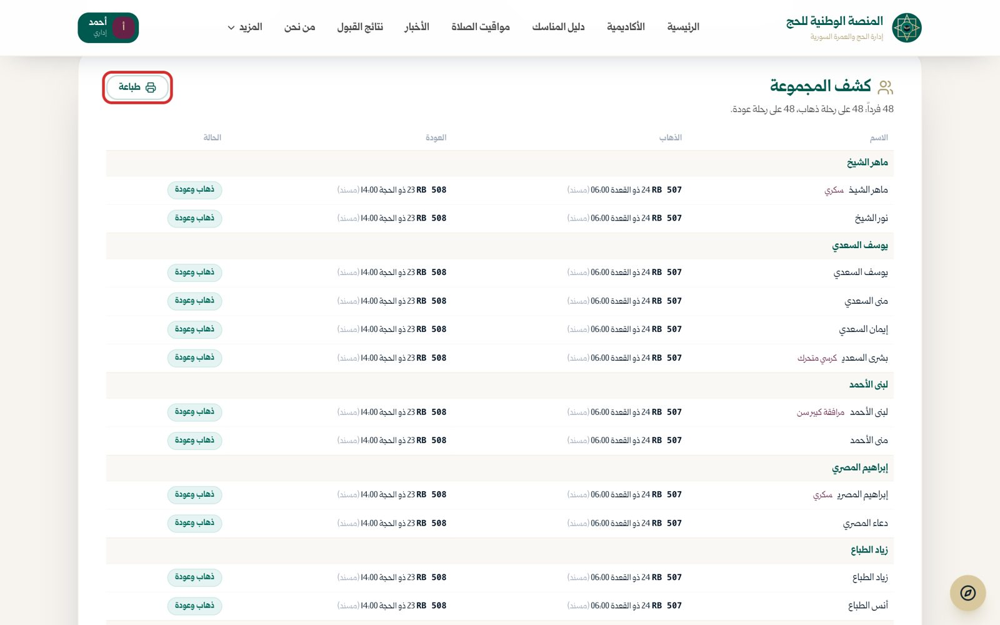 المنصة الوطنية للحج
إدارة الحج والعمرة السورية
الرئيسية الأكاديمية دليل المناسك مواقيت الصلاة الأخبار نتائج القبول من نحن المزيد
أ أحمد
إداري
كشف المجموعة
طباعة
48 فرداً: 48 على رحلة ذهاب، 48 على رحلة عودة.
الاسم الذهاب العودة الحالة
ماهر الشيخ
ماهر الشيخ سكري RB 507 24 ذو القعدة 06:00 (مسند) RB 508 23 ذو الحجة 14:00 (مسند) ذهاب وعودة
نور الشيخ RB 507 24 ذو القعدة 06:00 (مسند) RB 508 23 ذو الحجة 14:00 (مسند) ذهاب وعودة
يوسف السعدي
يوسف السعدي RB 507 24 ذو القعدة 06:00 (مسند) RB 508 23 ذو الحجة 14:00 (مسند) ذهاب وعودة
منى السعدي RB 507 24 ذو القعدة 06:00 (مسند) RB 508 23 ذو الحجة 14:00 (مسند) ذهاب وعودة
إيمان السعدي RB 507 24 ذو القعدة 06:00 (مسند) RB 508 23 ذو الحجة 14:00 (مسند) ذهاب وعودة
بشرى السعدي كرسي متحرك RB 507 24 ذو القعدة 06:00 (مسند) RB 508 23 ذو الحجة 14:00 (مسند) ذهاب وعودة
لبنى الأحمد
لبنى الأحمد مرافقة كبير سن RB 507 24 ذو القعدة 06:00 (مسند) RB 508 23 ذو الحجة 14:00 (مسند) ذهاب وعودة
منى الأحمد RB 507 24 ذو القعدة 06:00 (مسند) RB 508 23 ذو الحجة 14:00 (مسند) ذهاب وعودة
إبراهيم المصري
إبراهيم المصري سكري RB 507 24 ذو القعدة 06:00 (مسند) RB 508 23 ذو الحجة 14:00 (مسند) ذهاب وعودة
دعاء المصري RB 507 24 ذو القعدة 06:00 (مسند) RB 508 23 ذو الحجة 14:00 (مسند) ذهاب وعودة
زياد الطباع
زياد الطباع RB 507 24 ذو القعدة 06:00 (مسند) RB 508 23 ذو الحجة 14:00 (مسند) ذهاب وعودة
أنس الطباع RB 507 24 ذو القعدة 06:00 (مسند) RB 508 23 ذو الحجة 14:00 (مسند) ذهاب وعودة